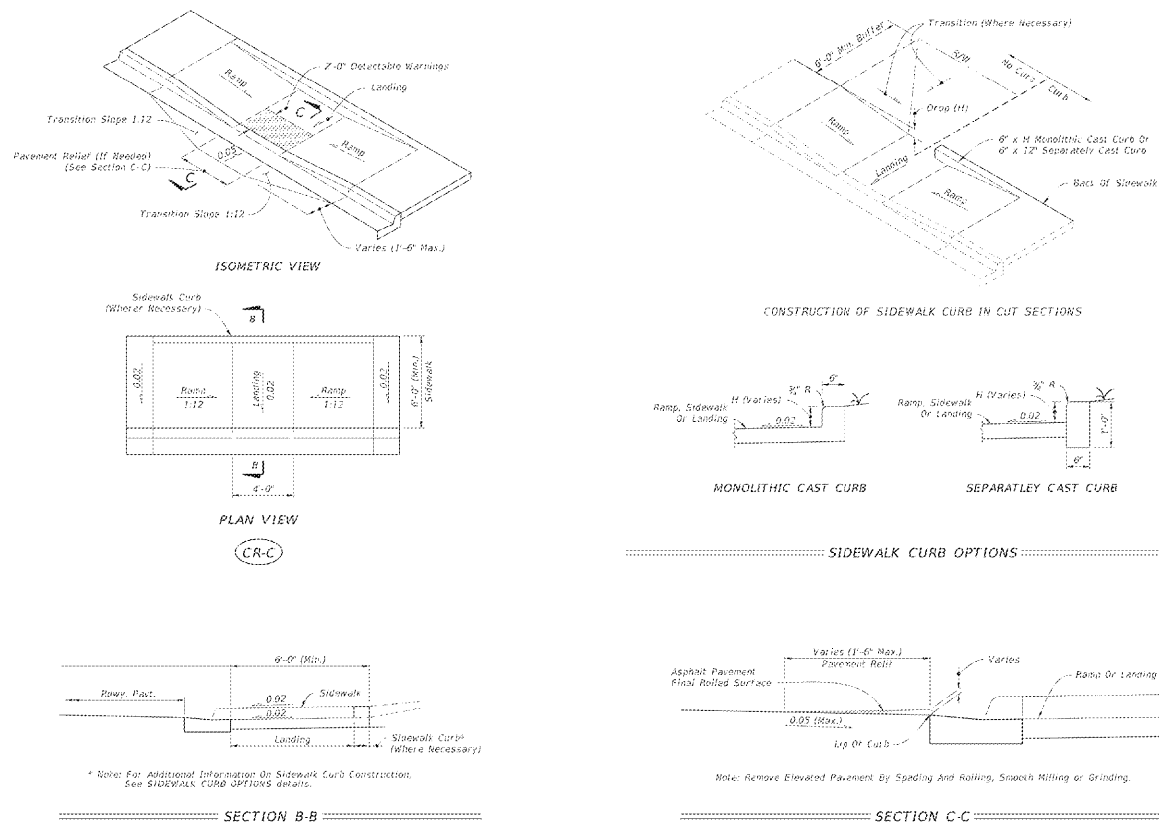 Ramp
2'-0" Detectable Warnings
Landing
C
Transition Slope 1:12
0.05
Ramp
Pavement Relief (If Needed)
(See Section C-C)
C
Transition Slope 1:12
Varies (1'-6" Max.)
ISOMETRIC VIEW
Transition (Where Necessary)
6'-0" Min. Buffer
S/W
No Curb
Curb
Drop (H)
Ramp
Landing
Ramp
6" x H Monolithic Cast Curb Or
6" x 12" Separately Cast Curb
Back Of Sidewalk
CONSTRUCTION OF SIDEWALK CURB IN CUT SECTIONS
Sidewalk Curb
(Wherer Necessary)
B
0.02
Ramp
1:12
Landing
0.02
Ramp
1:12
0.02
6'-0" (Min.)
Sidewalk
B
4'-0"
PLAN VIEW
CR-C
6"
¾" R
H (Varies)
Ramp, Sidewalk
Or Landing
0.02
MONOLITHIC CAST CURB
¾" R
H (Varies)
Ramp, Sidewalk
Or Landing
0.02
1'-0"
6"
SEPARATLEY CAST CURB
SIDEWALK CURB OPTIONS
6'-0" (Min.)
Rdwy. Pavt.
0.02
0.02
Sidewalk
Landing
Sidewalk Curb*
(Where Necessary)
* Note: For Additional Information On Sidewalk Curb Construction,
See SIDEWALK CURB OPTIONS details.
SECTION B-B
Varies (1'-6" Max.)
Pavement Relif
Varies
Asphalt Pavement
Final Rolled Surface
Ramp Or Landing
0.05 (Max.)
Lip Of Curb
Note: Remove Elevated Pavement By Spading And Rolling, Smooth Milling or Grinding.
SECTION C-C